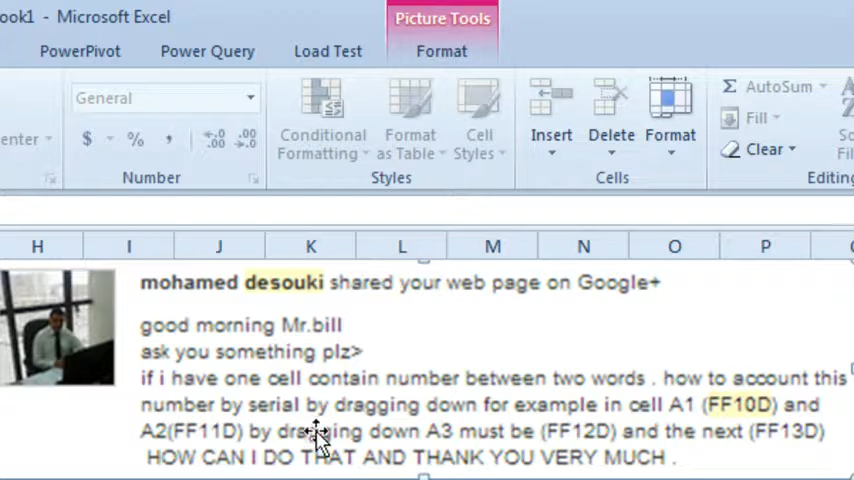 ook1 - Microsoft Excel
Picture Tools
PowerPivot Power Query Load Test Format
General
enter $ % ,
Conditional Formatting
Format as Table
Cell Styles
Insert Delete Format
Σ AutoSum
Fill
Clear
Number Styles Cells Editing
H I J K L M N O P
mohamed desouki shared your web page on Google+
good morning Mr.bill
ask you something plz>
if i have one cell contain number between two words . how to account this
number by serial by dragging down for example in cell A1 (FF10D) and
A2(FF11D) by dragging down A3 must be (FF12D) and the next (FF13D)
HOW CAN I DO THAT AND THANK YOU VERY MUCH .